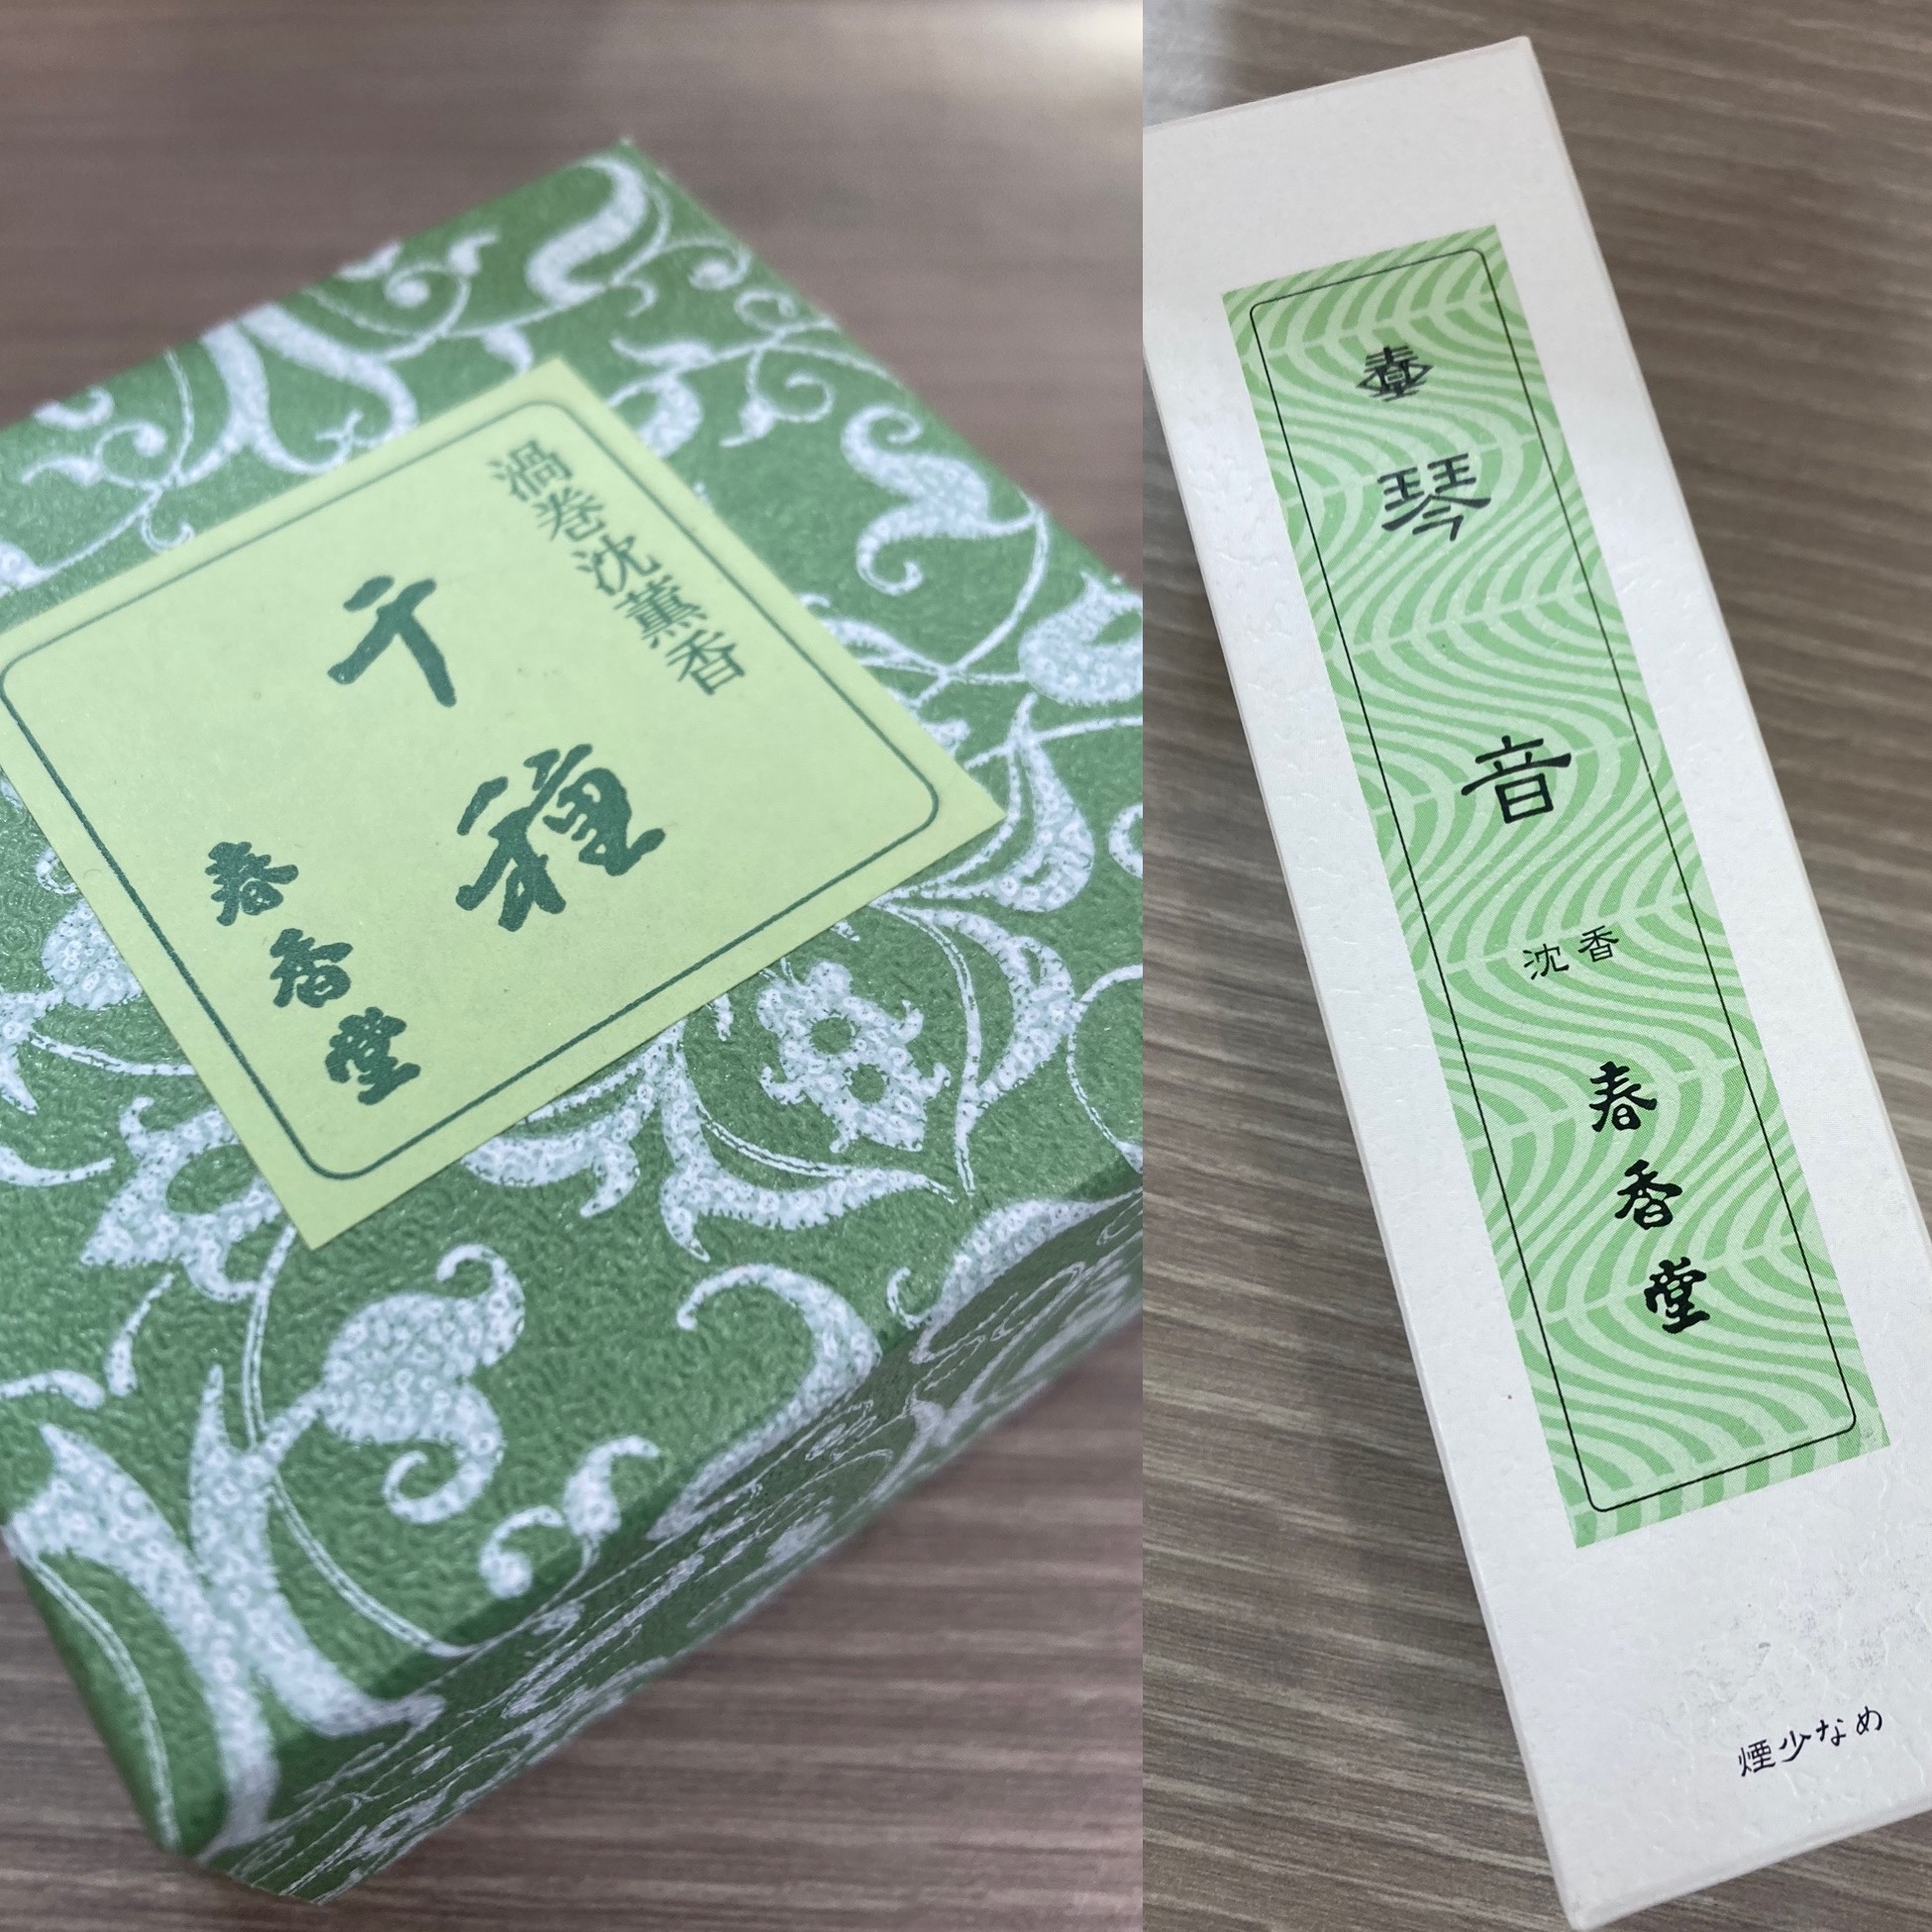 渦巻沈薫香
千種
春香堂
琴音
沈香
春香堂
煙少なめ